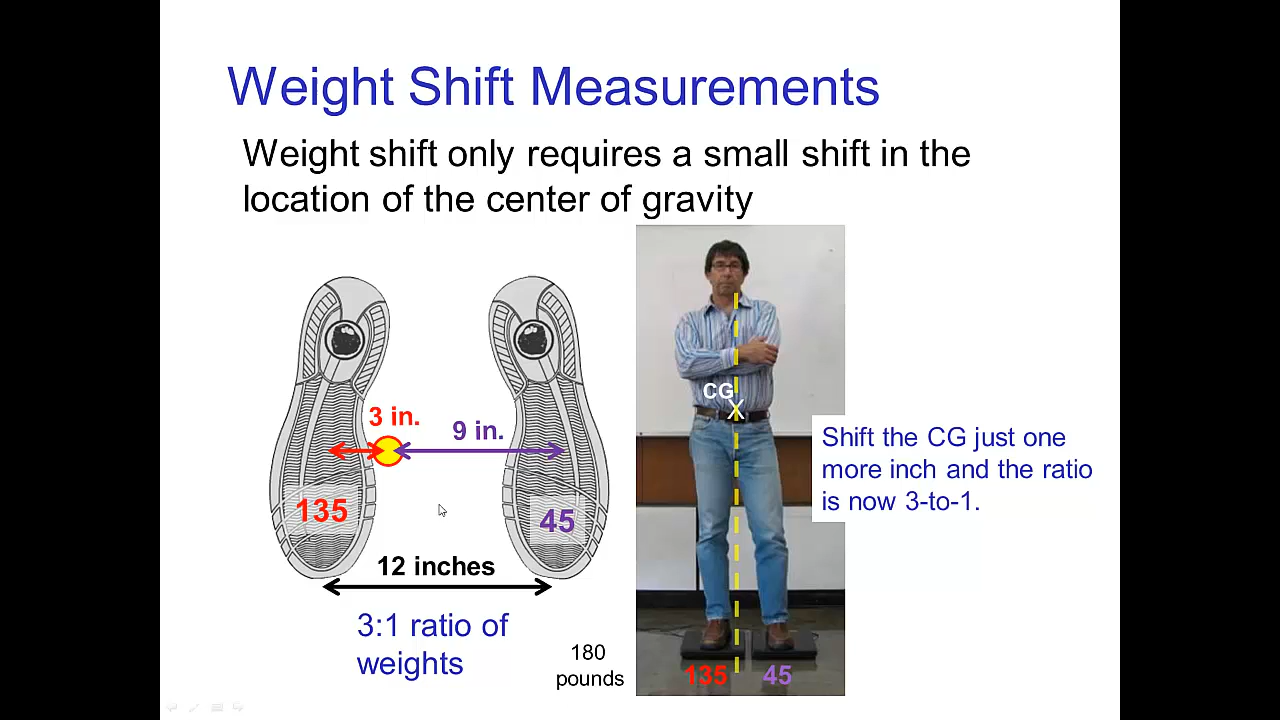 Weight Shift Measurements
Weight shift only requires a small shift in the
location of the center of gravity
3 in.
9 in.
135
45
12 inches
3:1 ratio of
weights
180
pounds
CG
X
135
45
Shift the CG just one
more inch and the ratio
is now 3-to-1.